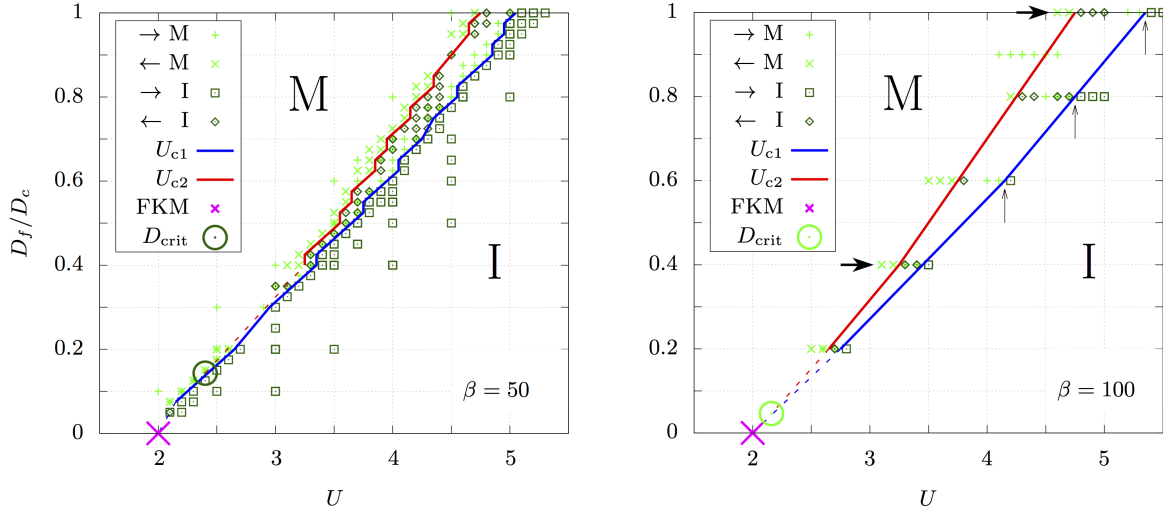 D_f/D_c
1
0.8
0.6
0.4
0.2
0
→ M
← M
→ I
← I
U_c1
U_c2
FKM
D_crit
M
I
β = 50
2 3 4 5
U
1
0.8
0.6
0.4
0.2
0
→ M
← M
→ I
← I
U_c1
U_c2
FKM
D_crit
M
I
β = 100
2 3 4 5
U